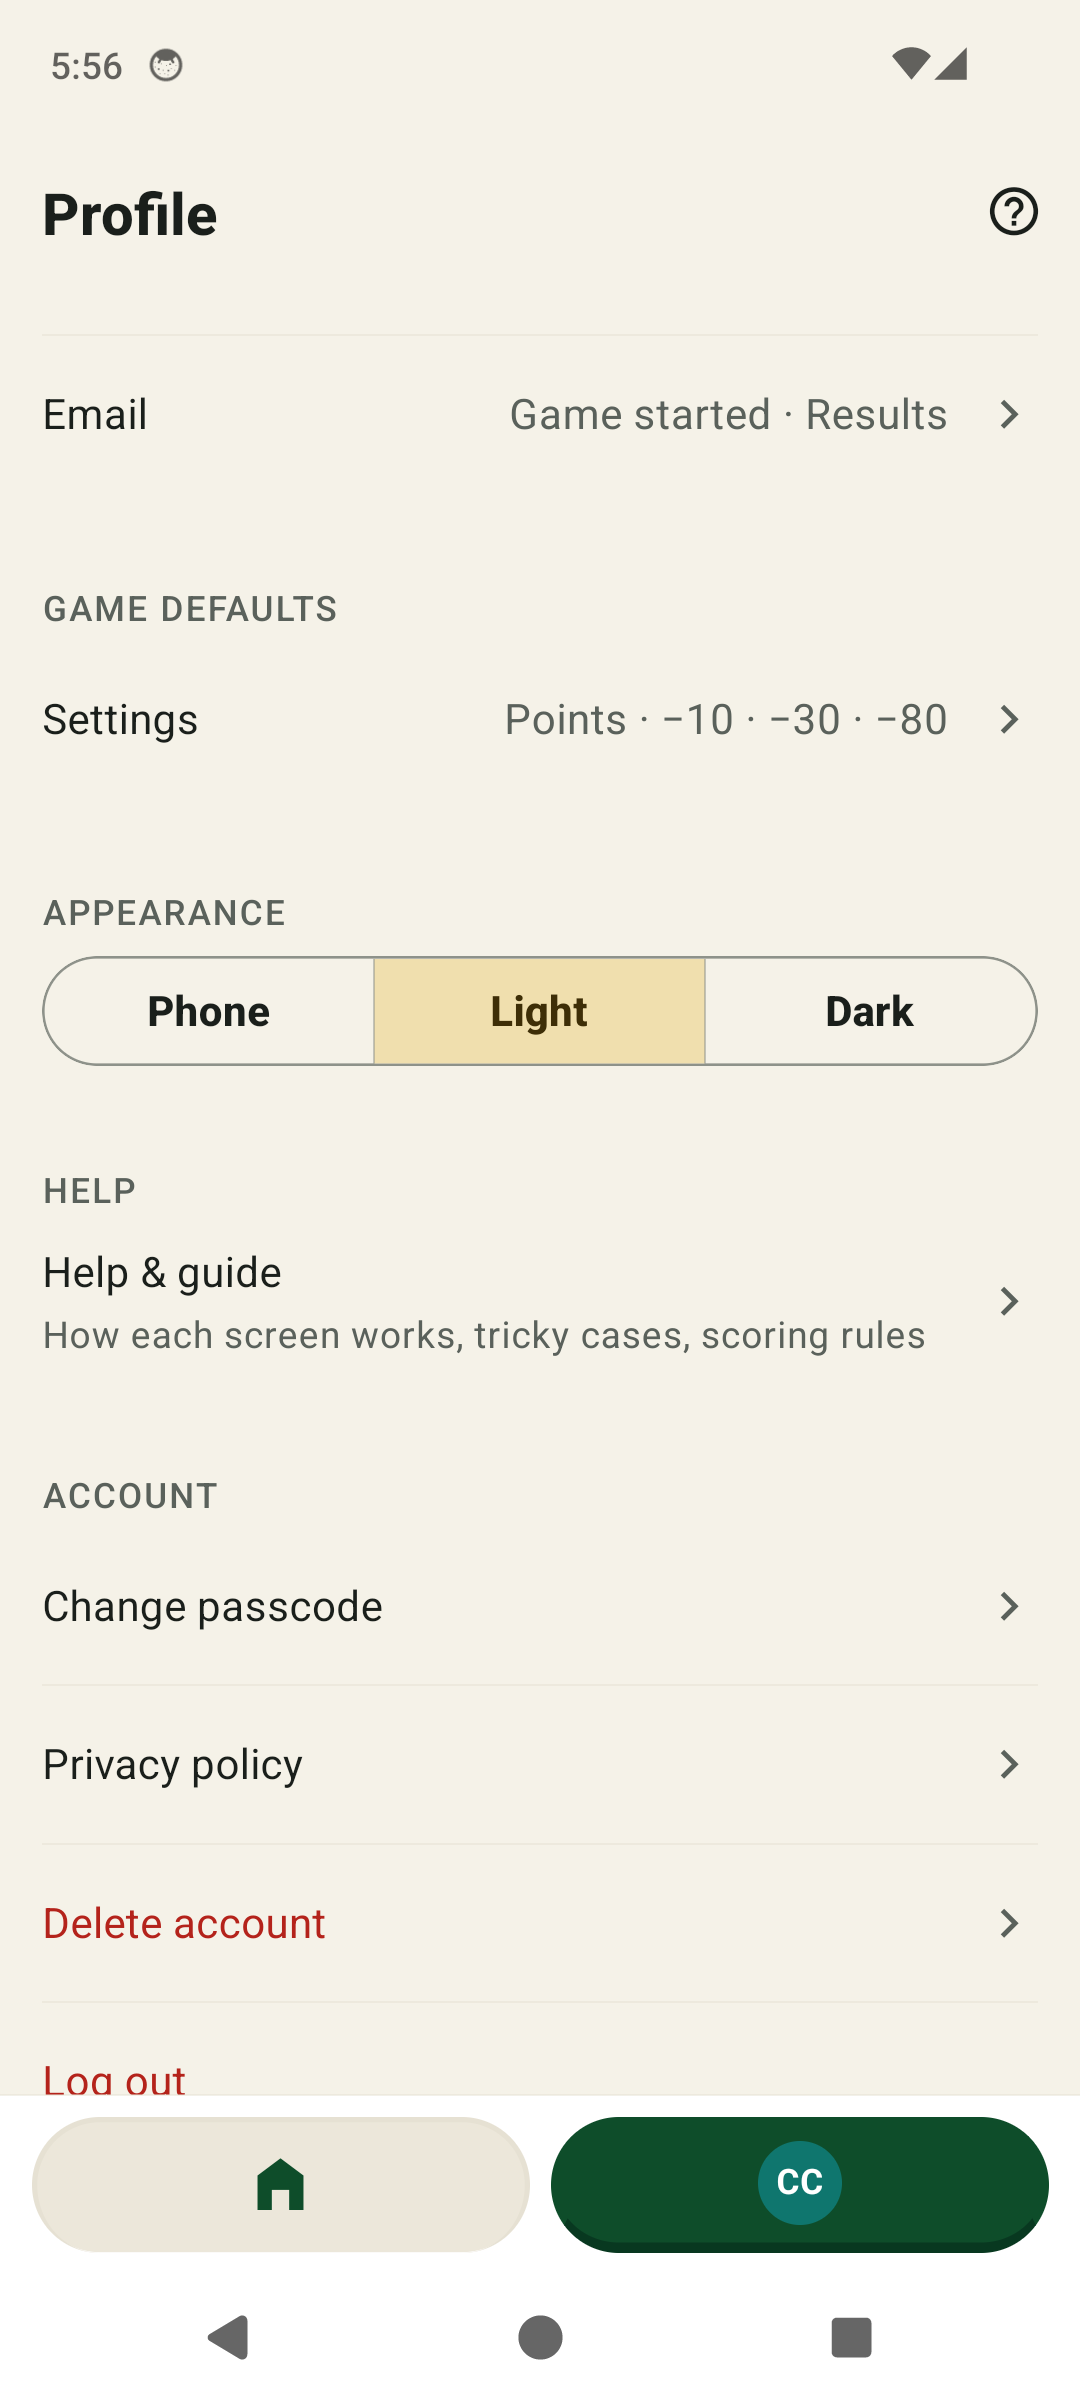 5:56
Profile
Email Game started · Results
GAME DEFAULTS
Settings Points · −10 · −30 · −80
APPEARANCE
Phone Light Dark
HELP
Help & guide
How each screen works, tricky cases, scoring rules
ACCOUNT
Change passcode
Privacy policy
Delete account
Log out
CC